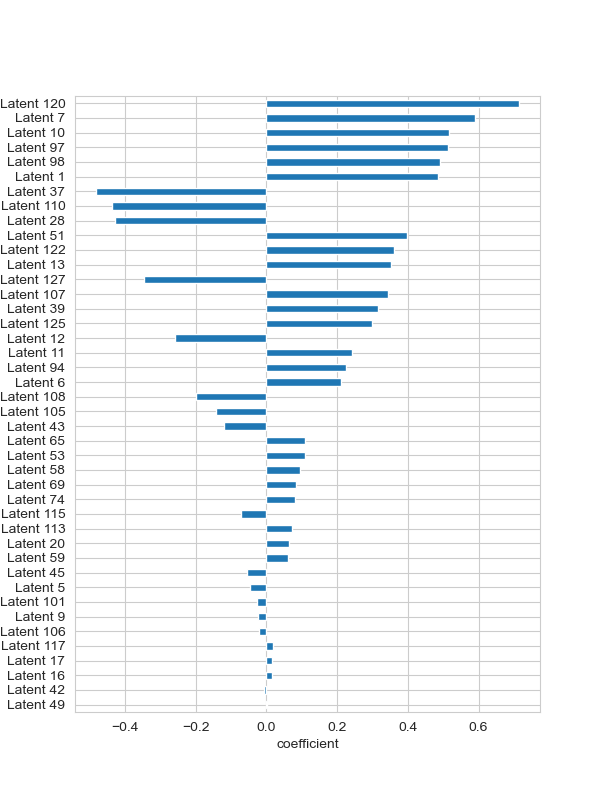 Latent 120
Latent 7
Latent 10
Latent 97
Latent 98
Latent 1
Latent 37
Latent 110
Latent 28
Latent 51
Latent 122
Latent 13
Latent 127
Latent 107
Latent 39
Latent 125
Latent 12
Latent 11
Latent 94
Latent 6
Latent 108
Latent 105
Latent 43
Latent 65
Latent 53
Latent 58
Latent 69
Latent 74
Latent 115
Latent 113
Latent 20
Latent 59
Latent 45
Latent 5
Latent 101
Latent 9
Latent 106
Latent 117
Latent 17
Latent 16
Latent 42
Latent 49
−0.4 −0.2 0.0 0.2 0.4 0.6
coefficient